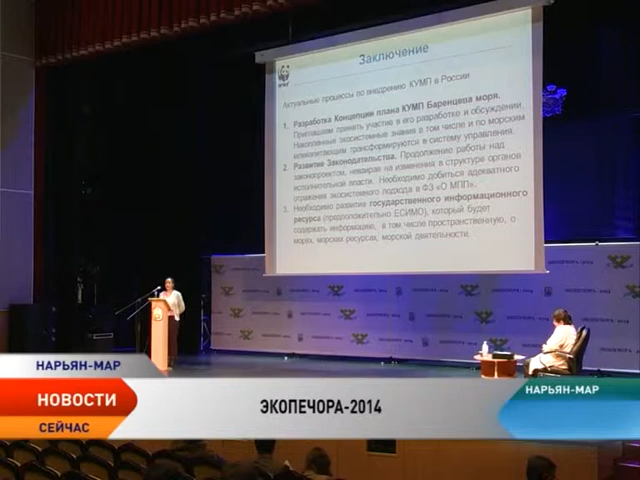 Заключение
WWF
Актуальные процессы по внедрению КУМП в России
1. Разработка Концепции плана КУМП Баренцева моря.
Приглашаем принять участие в его разработке и обсуждении.
Накопленные экосистемные знания в том числе и по морским
млекопитающим трансформируются в систему управления.
2. Развитие Законодательства. Продолжение работы над
законопроектом, невзирая на изменения в структуре органов
исполнительной власти. Необходимо добиться адекватного
отражения экосистемного подхода в ФЗ «О МПП».
3. Необходимо развитие государственного информационного
ресурса (предположительно ЕСИМО), который будет
содержать информацию, в том числе пространственную, о
морях, морских ресурсах, морской деятельности.
НАРЬЯН-МАР
НОВОСТИ
СЕЙЧАС
ЭКОПЕЧОРА-2014
НАРЬЯН-МАР